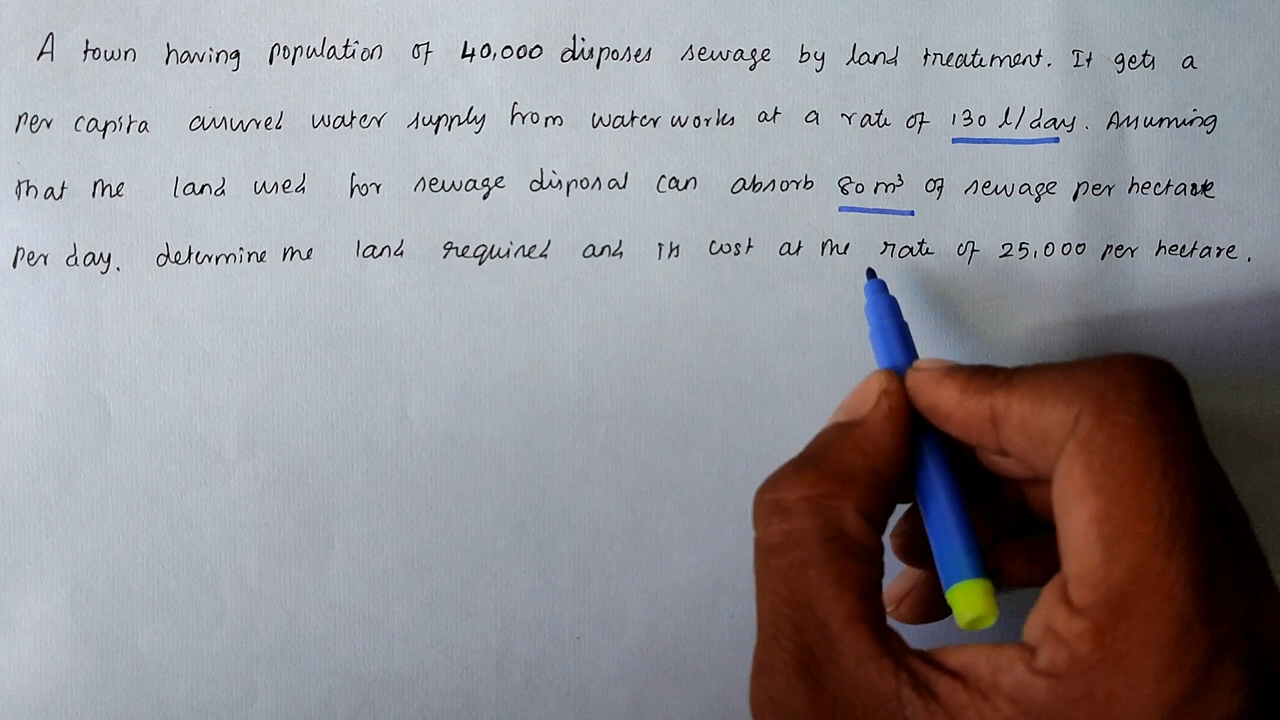 A town having population of 40,000 disposes sewage by land treatment. It gets a
per capita assured water supply from water works at a rate of 130 l/day. Assuming
that the land used for sewage disposal can absorb 80 m³ of sewage per hectare
per day. determine the land required and its cost at the rate of 25,000 per hectare.